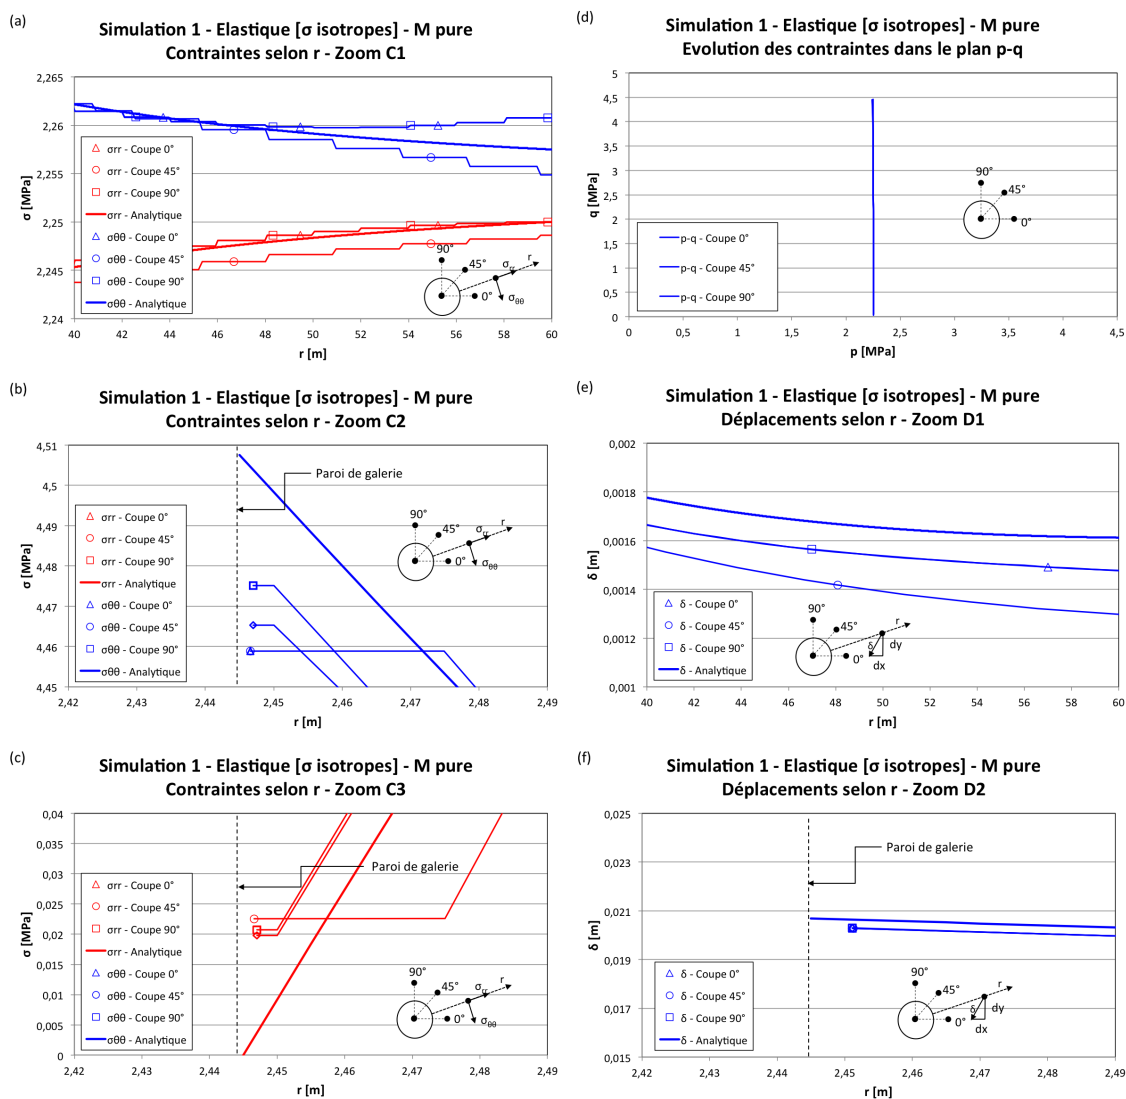 (a)
Simulation 1 - Elastique [σ isotropes] - M pure
Contraintes selon r - Zoom C1
2,265
2,26
2,255
2,25
2,245
2,24
σ [MPa]
σrr - Coupe 0°
σrr - Coupe 45°
σrr - Coupe 90°
σrr - Analytique
σθθ - Coupe 0°
σθθ - Coupe 45°
σθθ - Coupe 90°
σθθ - Analytique
90°
45°
0°
σrr
r
σθθ
40 42 44 46 48 50 52 54 56 58 60
r [m]
(d)
Simulation 1 - Elastique [σ isotropes] - M pure
Evolution des contraintes dans le plan p-q
5
4,5
4
3,5
3
2,5
2
1,5
1
0,5
0
q [MPa]
p-q - Coupe 0°
p-q - Coupe 45°
p-q - Coupe 90°
90°
45°
0°
0 0,5 1 1,5 2 2,5 3 3,5 4 4,5
p [MPa]
(b)
Simulation 1 - Elastique [σ isotropes] - M pure
Contraintes selon r - Zoom C2
4,51
4,5
4,49
4,48
4,47
4,46
4,45
σ [MPa]
Paroi de galerie
σrr - Coupe 0°
σrr - Coupe 45°
σrr - Coupe 90°
σrr - Analytique
σθθ - Coupe 0°
σθθ - Coupe 45°
σθθ - Coupe 90°
σθθ - Analytique
90°
45°
0°
σrr
r
σθθ
2,42 2,43 2,44 2,45 2,46 2,47 2,48 2,49
r [m]
(e)
Simulation 1 - Elastique [σ isotropes] - M pure
Déplacements selon r - Zoom D1
0,002
0,0018
0,0016
0,0014
0,0012
0,001
δ [m]
δ - Coupe 0°
δ - Coupe 45°
δ - Coupe 90°
δ - Analytique
90°
45°
0°
r
δ
dy
dx
40 42 44 46 48 50 52 54 56 58 60
r [m]
(c)
Simulation 1 - Elastique [σ isotropes] - M pure
Contraintes selon r - Zoom C3
0,04
0,035
0,03
0,025
0,02
0,015
0,01
0,005
0
σ [MPa]
Paroi de galerie
σrr - Coupe 0°
σrr - Coupe 45°
σrr - Coupe 90°
σrr - Analytique
σθθ - Coupe 0°
σθθ - Coupe 45°
σθθ - Coupe 90°
σθθ - Analytique
90°
45°
0°
σrr
r
σθθ
2,42 2,43 2,44 2,45 2,46 2,47 2,48 2,49
r [m]
(f)
Simulation 1 - Elastique [σ isotropes] - M pure
Déplacements selon r - Zoom D2
0,025
0,023
0,021
0,019
0,017
0,015
δ [m]
Paroi de galerie
δ - Coupe 0°
δ - Coupe 45°
δ - Coupe 90°
δ - Analytique
90°
45°
0°
r
δ
dy
dx
2,42 2,43 2,44 2,45 2,46 2,47 2,48 2,49
r [m]